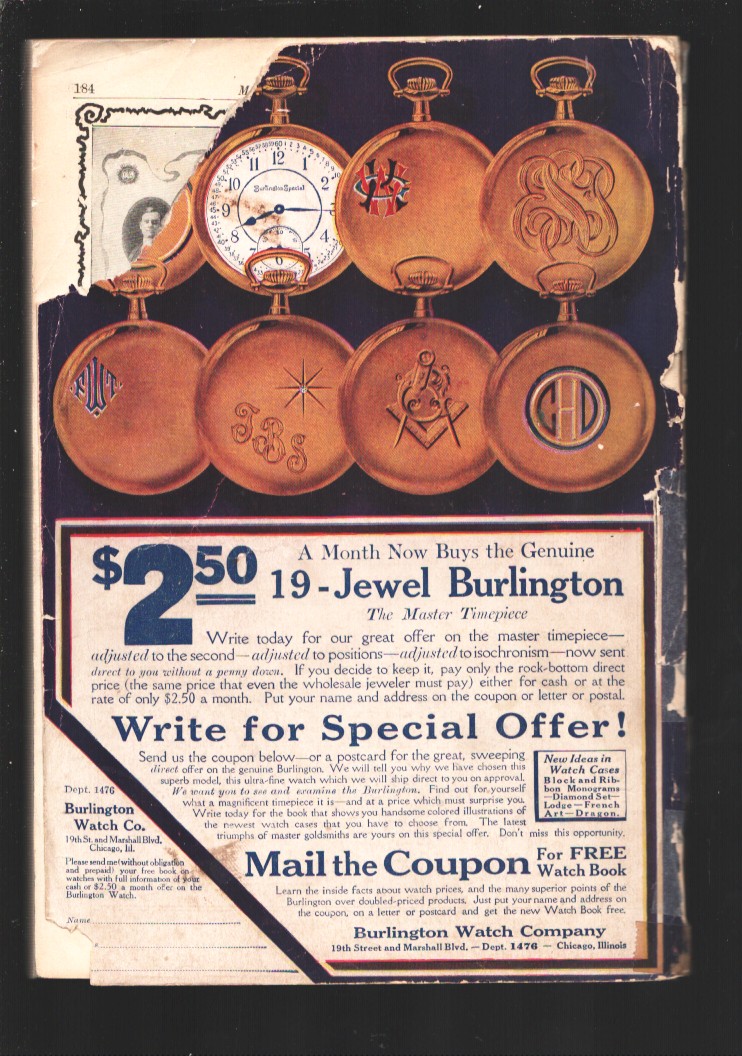 184
M
12
11
1
10
2
Burlington Special
9
8
4
6
FWT
JBS
CHD
$2.50
A Month Now Buys the Genuine
19-Jewel Burlington
The Master Timepiece
Write today for our great offer on the master timepiece—
adjusted to the second—adjusted to positions—adjusted to isochronism—now sent
direct to you without a penny down. If you decide to keep it, pay only the rock-bottom direct
price (the same price that even the wholesale jeweler must pay) either for cash or at the
rate of only $2.50 a month. Put your name and address on the coupon or letter or postal.
Write for Special Offer!
Send us the coupon below—or a postcard for the great, sweeping
direct offer on the genuine Burlington. We will tell you why we have chosen this
superb model, this ultra-fine watch which we will ship direct to you on approval.
We want you to see and examine the Burlington. Find out for yourself
what a magnificent timepiece it is—and at a price which must surprise you.
Write today for the book that shows you handsome colored illustrations of
the newest watch cases that you have to choose from. The latest
triumphs of master goldsmiths are yours on this special offer. Don't miss this opportunity.
New Ideas in
Watch Cases
Block and Rib-
bon Monograms
—Diamond Set—
Lodge—French
Art—Dragon.
Mail the Coupon
For FREE
Watch Book
Learn the inside facts about watch prices, and the many superior points of the
Burlington over doubled-priced products. Just put your name and address on
the coupon, on a letter or postcard and get the new Watch Book free.
Burlington Watch Company
19th Street and Marshall Blvd. — Dept. 1476 — Chicago, Illinois
Dept. 1476
Burlington
Watch Co.
19th St. and Marshall Blvd.
Chicago, Ill.
Please send me (without obligation
and prepaid) your free book on
watches with full information of your
cash or $2.50 a month offer on the
Burlington Watch.
Name